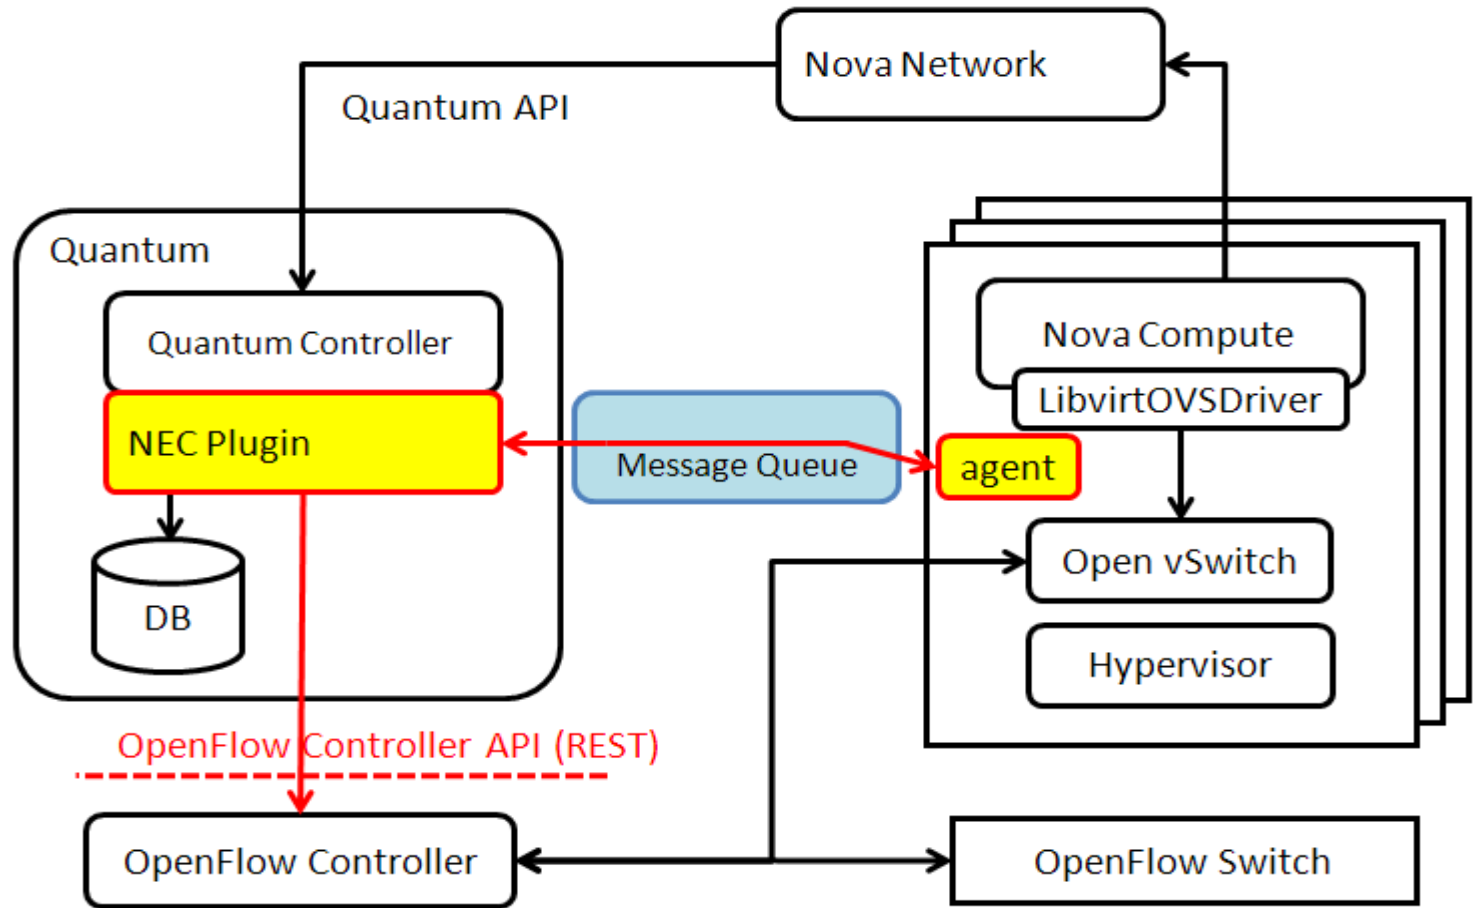 Nova Network
Quantum API
Quantum
Quantum Controller
NEC Plugin
DB
Message Queue
Nova Compute
LibvirtOVSDriver
agent
Open vSwitch
Hypervisor
OpenFlow Controller API (REST)
OpenFlow Controller
OpenFlow Switch